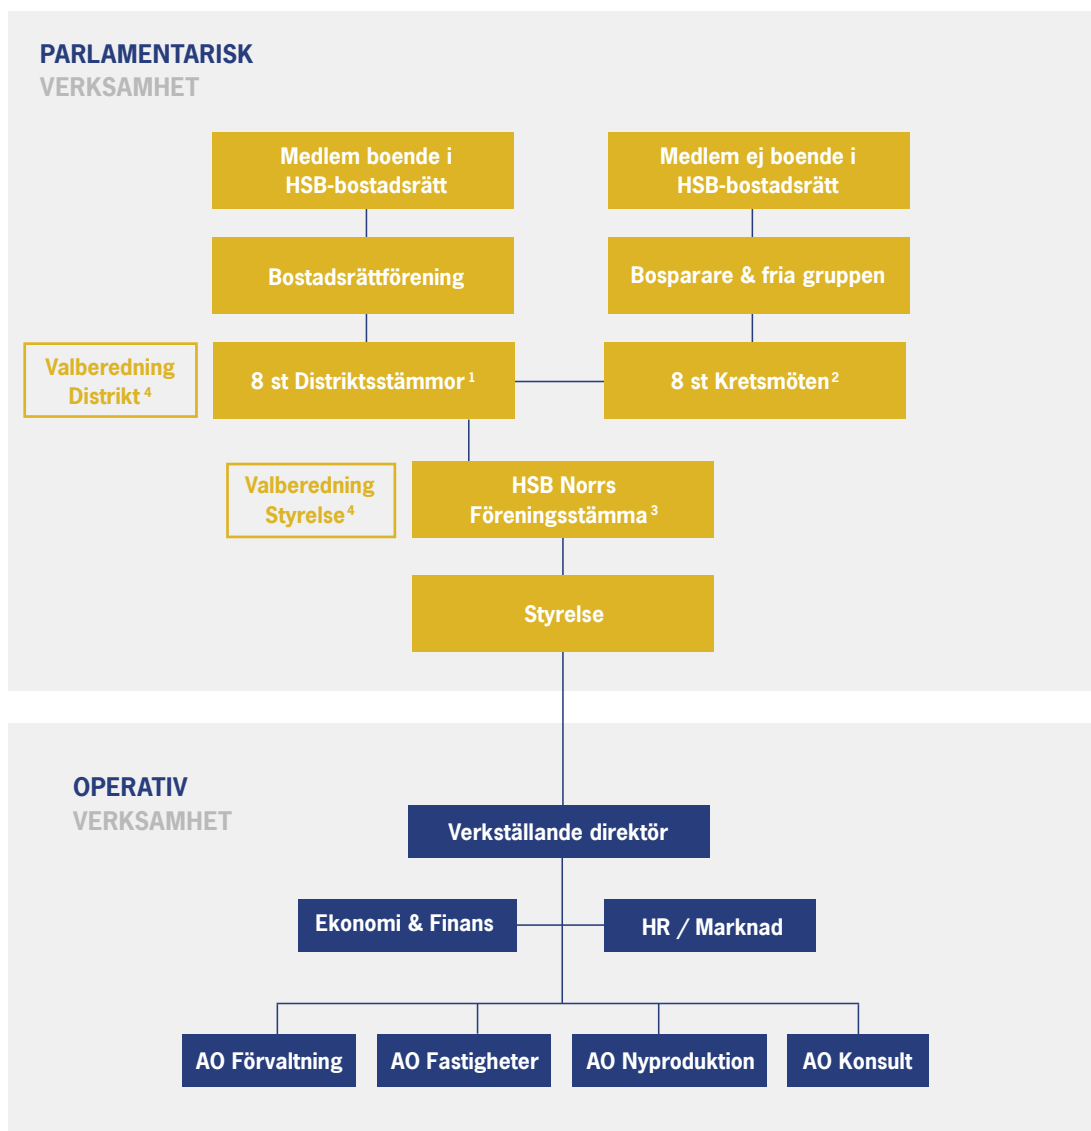 PARLAMENTARISK
VERKSAMHET
Medlem boende i
HSB-bostadsrätt
Medlem ej boende i
HSB-bostadsrätt
Bostadsrättförening
Bosparare & fria gruppen
Valberedning
Distrikt ⁴
8 st Distriktsstämmor ¹
8 st Kretsmöten ²
Valberedning
Styrelse ⁴
HSB Norrs
Föreningsstämma ³
Styrelse
OPERATIV
VERKSAMHET
Verkställande direktör
Ekonomi & Finans
HR / Marknad
AO Förvaltning
AO Fastigheter
AO Nyproduktion
AO Konsult